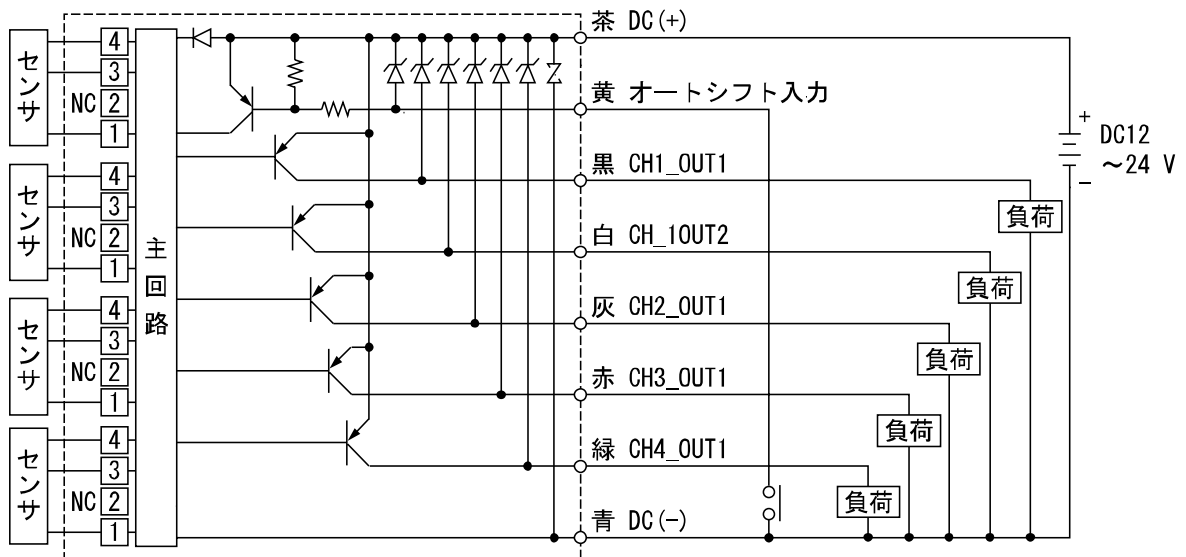 茶 DC(+)
センサ
4
3
NC 2
1
黄 オートシフト入力
DC12
～24 V
+
-
黒 CH1_OUT1
負荷
センサ
4
3
NC 2
1
主回路
白 CH_1OUT2
負荷
灰 CH2_OUT1
負荷
センサ
4
3
NC 2
1
赤 CH3_OUT1
負荷
センサ
4
3
NC 2
1
緑 CH4_OUT1
負荷
青 DC(-)